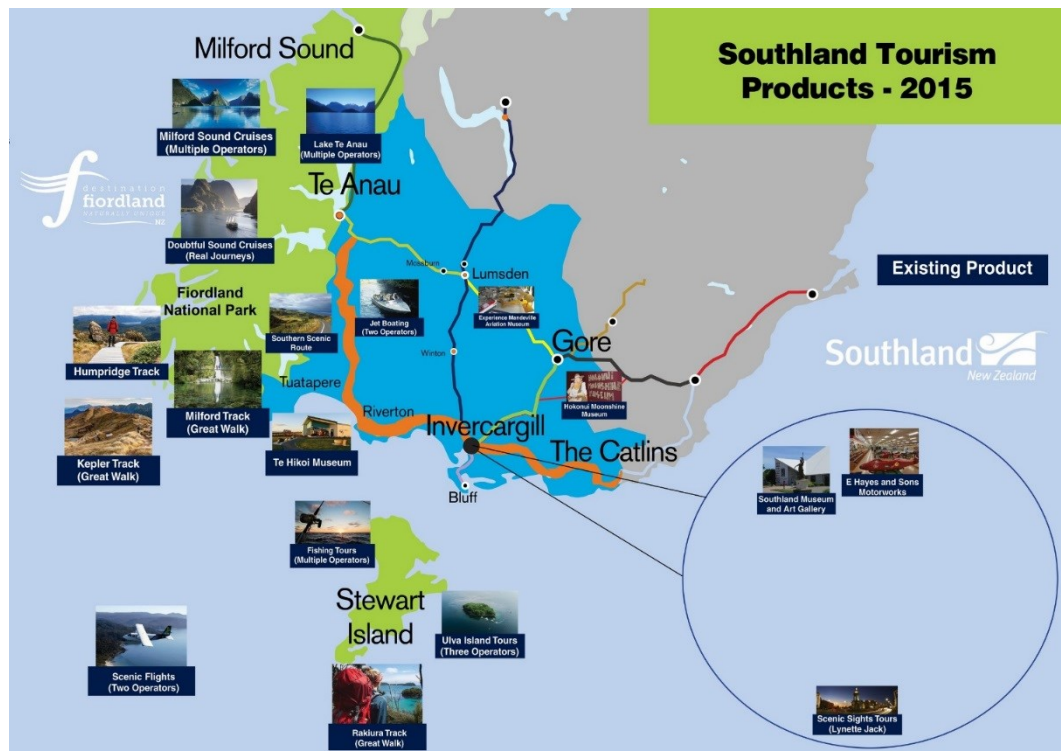 Southland Tourism
Products - 2015
Milford Sound
Milford Sound Cruises
(Multiple Operators)
Lake Te Anau
(Multiple Operators)
destination
fiordland
NZ
Te Anau
Doubtful Sound Cruises
(Real Journeys)
Mossburn
Lumsden
Existing Product
Fiordland
National Park
Southern Scenic
Route
Jet Boating
(Two Operators)
Experience Mandeville
Aviation Museum
Gore
Southland
New Zealand
Humpridge Track
Winton
Tuatapere
Milford Track
(Great Walk)
Riverton
Hokonui Moonshine
Museum
Kepler Track
(Great Walk)
Te Hikoi Museum
Invercargill
The Catlins
Bluff
Southland Museum
and Art Gallery
E Hayes and Sons
Motorworks
Fishing Tours
(Multiple Operators)
Stewart
Island
Ulva Island Tours
(Three Operators)
Scenic Flights
(Two Operators)
Rakiura Track
(Great Walk)
Scenic Sights Tours
(Lynette Jack)